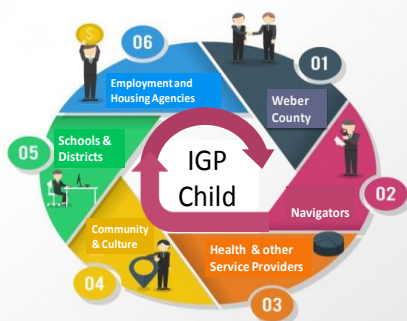 06
01
Employment and
Housing Agencies
Weber
County
05
Schools &
Districts
IGP
Child
02
Navigators
Community
& Culture
Health & other
Service Providers
04
03
$